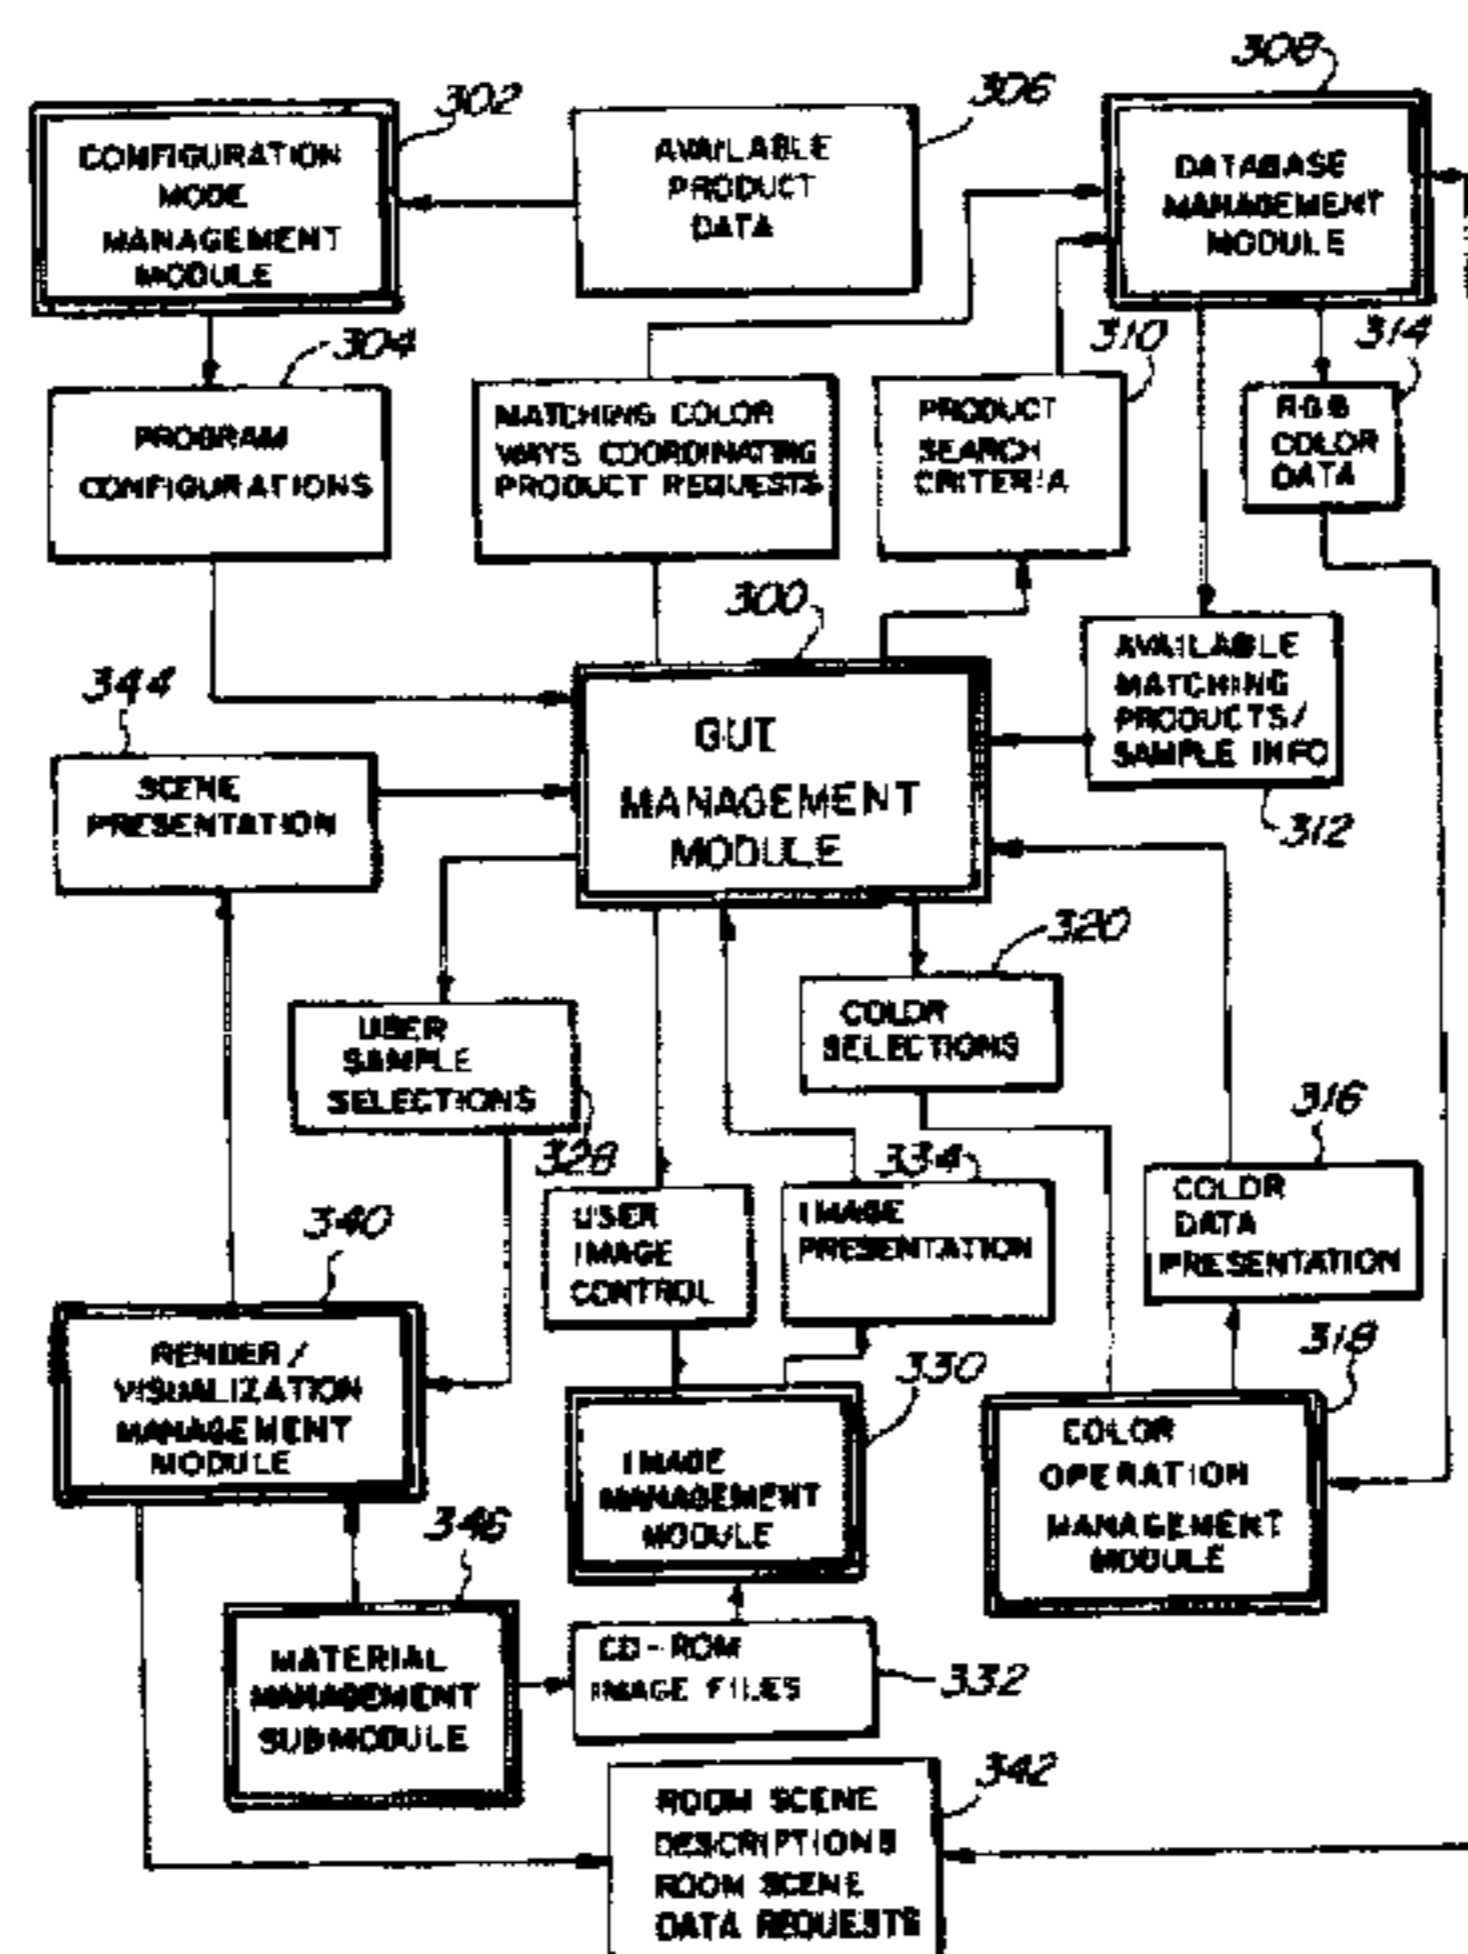 308
302
306
CONFIGURATION
MODE
MANAGEMENT
MODULE
AVAILABLE
PRODUCT
DATA
DATABASE
MANAGEMENT
MODULE
304
310
314
PROGRAM
CONFIGURATIONS
MATCHING COLOR
WAYS COORDINATING
PRODUCT REQUESTS
PRODUCT
SEARCH
CRITERIA
RGB
COLOR
DATA
300
344
GUI
MANAGEMENT
MODULE
AVAILABLE
MATCHING
PRODUCTS/
SAMPLE INFO
312
SCENE
PRESENTATION
320
USER
SAMPLE
SELECTIONS
328
COLOR
SELECTIONS
316
334
340
USER
IMAGE
CONTROL
IMAGE
PRESENTATION
COLOR
DATA
PRESENTATION
318
330
RENDER/
VISUALIZATION
MANAGEMENT
MODULE
IMAGE
MANAGEMENT
MODULE
COLOR
OPERATION
MANAGEMENT
MODULE
346
MATERIAL
MANAGEMENT
SUBMODULE
CD-ROM
IMAGE FILES
332
342
ROOM SCENE
DESCRIPTIONS
ROOM SCENE
DATA REQUESTS